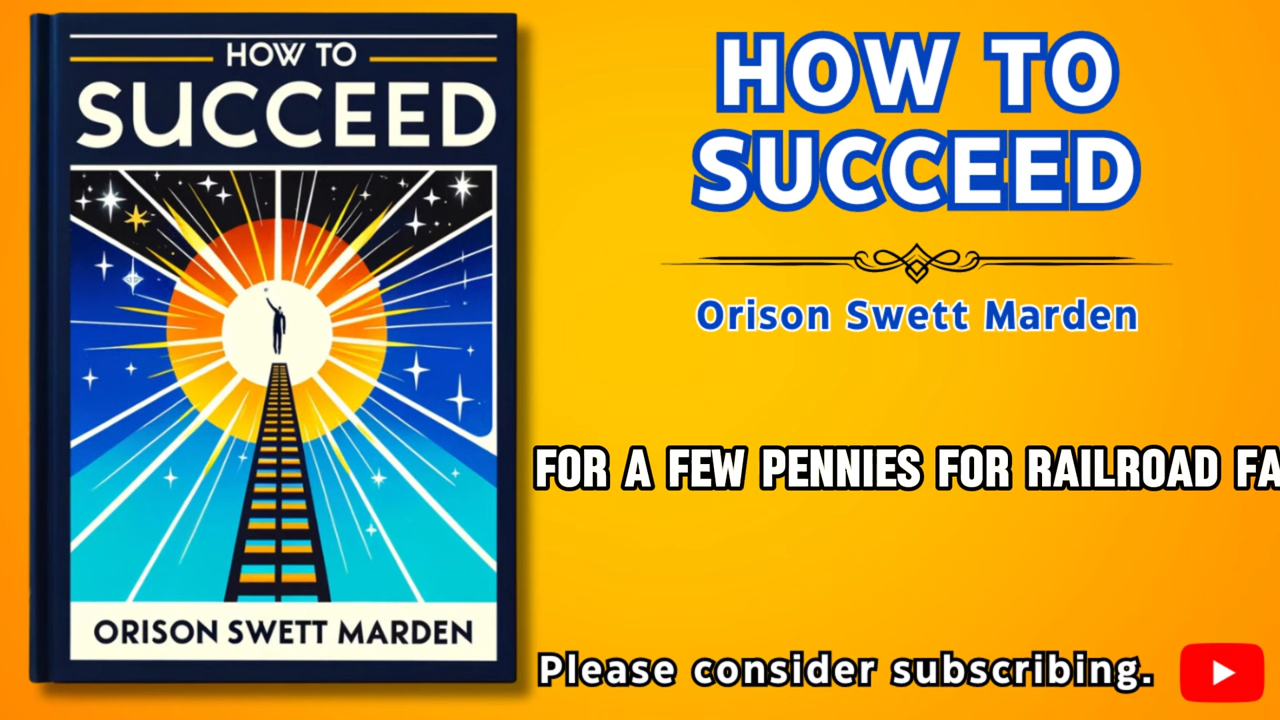 HOW TO
SUCCEED
ORISON SWETT MARDEN
HOW TO
SUCCEED
Orison Swett Marden
FOR A FEW PENNIES FOR RAILROAD FA
Please consider subscribing.